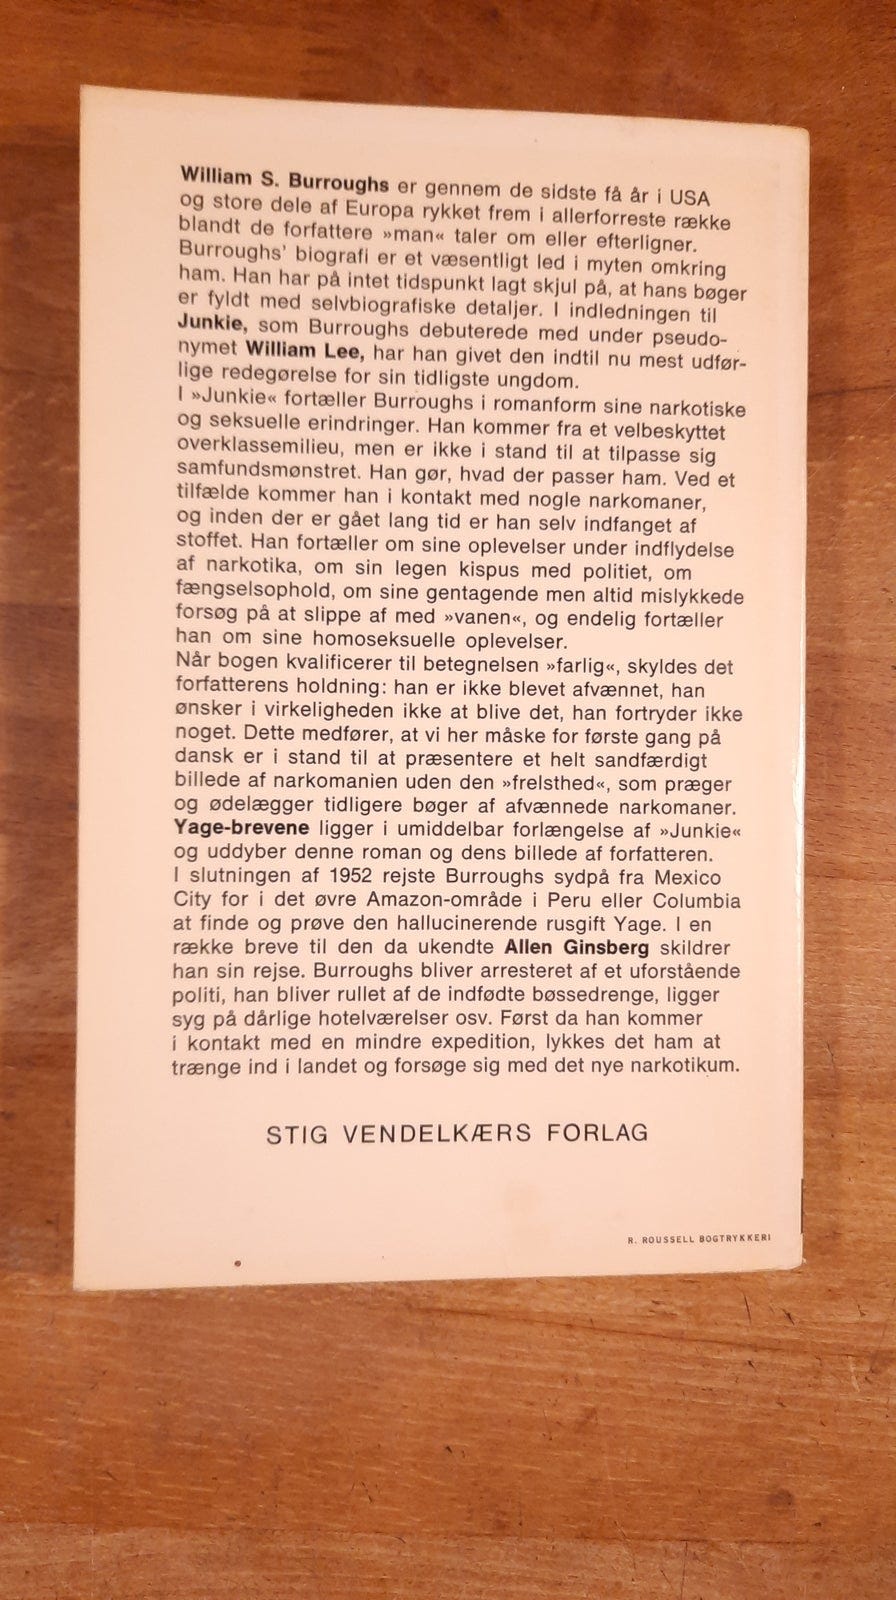 William S. Burroughs er gennem de sidste få år i USA
og store dele af Europa rykket frem i allerforreste række
blandt de forfattere »man« taler om eller efterligner.
Burroughs' biografi er et væsentligt led i myten omkring
ham. Han har på intet tidspunkt lagt skjul på, at hans bøger
er fyldt med selvbiografiske detaljer. I indledningen til
Junkie, som Burroughs debuterede med under pseudo-
nymet William Lee, har han givet den indtil nu mest udfør-
lige redegørelse for sin tidligste ungdom.
I »Junkie« fortæller Burroughs i romanform sine narkotiske
og seksuelle erindringer. Han kommer fra et velbeskyttet
overklassemilieu, men er ikke i stand til at tilpasse sig
samfundsmønstret. Han gør, hvad der passer ham. Ved et
tilfælde kommer han i kontakt med nogle narkomaner,
og inden der er gået lang tid er han selv indfanget af
stoffet. Han fortæller om sine oplevelser under indflydelse
af narkotika, om sin legen kispus med politiet, om
fængselsophold, om sine gentagende men altid mislykkede
forsøg på at slippe af med »vanen«, og endelig fortæller
han om sine homoseksuelle oplevelser.
Når bogen kvalificerer til betegnelsen »farlig«, skyldes det
forfatterens holdning: han er ikke blevet afvænnet, han
ønsker i virkeligheden ikke at blive det, han fortryder ikke
noget. Dette medfører, at vi her måske for første gang på
dansk er i stand til at præsentere et helt sandfærdigt
billede af narkomanien uden den »frelsthed«, som præger
og ødelægger tidligere bøger af afvænnede narkomaner.
Yage-brevene ligger i umiddelbar forlængelse af »Junkie«
og uddyber denne roman og dens billede af forfatteren.
I slutningen af 1952 rejste Burroughs sydpå fra Mexico
City for i det øvre Amazon-område i Peru eller Columbia
at finde og prøve den hallucinerende rusgift Yage. I en
række breve til den da ukendte Allen Ginsberg skildrer
han sin rejse. Burroughs bliver arresteret af et uforstående
politi, han bliver rullet af de indfødte bøssedrenge, ligger
syg på dårlige hotelværelser osv. Først da han kommer
i kontakt med en mindre expedition, lykkes det ham at
trænge ind i landet og forsøge sig med det nye narkotikum.
STIG VENDELKÆRS FORLAG
R. ROUSSELL BOGTRYKKERI